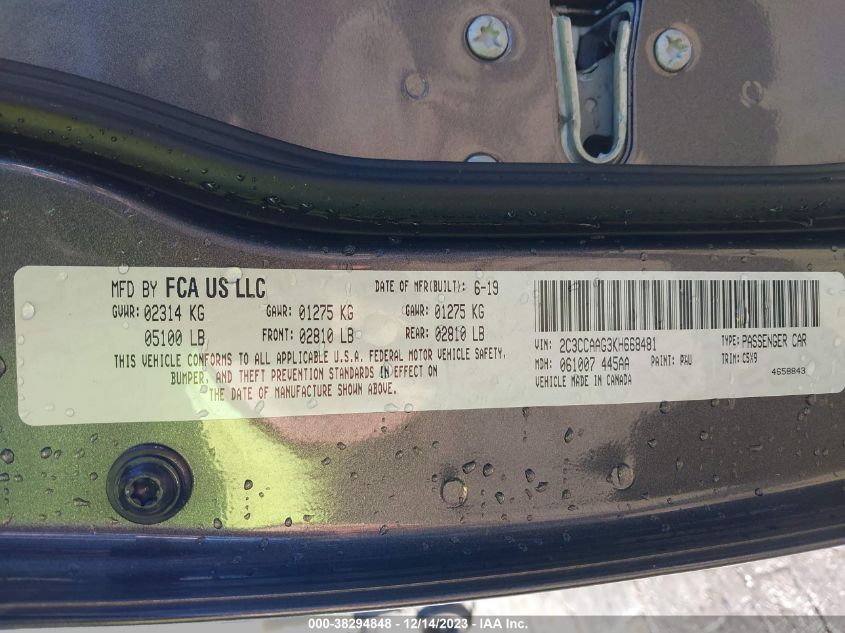 MFD BY FCA US LLC DATE OF MFR(BUILT): 6-19
GVWR: 02314 KG GAWR: 01275 KG GAWR: 01275 KG
05100 LB FRONT: 02810 LB REAR: 02810 LB
THIS VEHICLE CONFORMS TO ALL APPLICABLE U.S.A. FEDERAL MOTOR VEHICLE SAFETY,
BUMPER, AND THEFT PREVENTION STANDARDS IN EFFECT ON
THE DATE OF MANUFACTURE SHOWN ABOVE.
VIN: 2C3CCAAG3KH668481 TYPE: PASSENGER CAR
MDH: 061007 445AA PAINT: PAU TRIM: C5X9
VEHICLE MADE IN CANADA 4658843
000-38294848 - 12/14/2023 - IAA Inc.